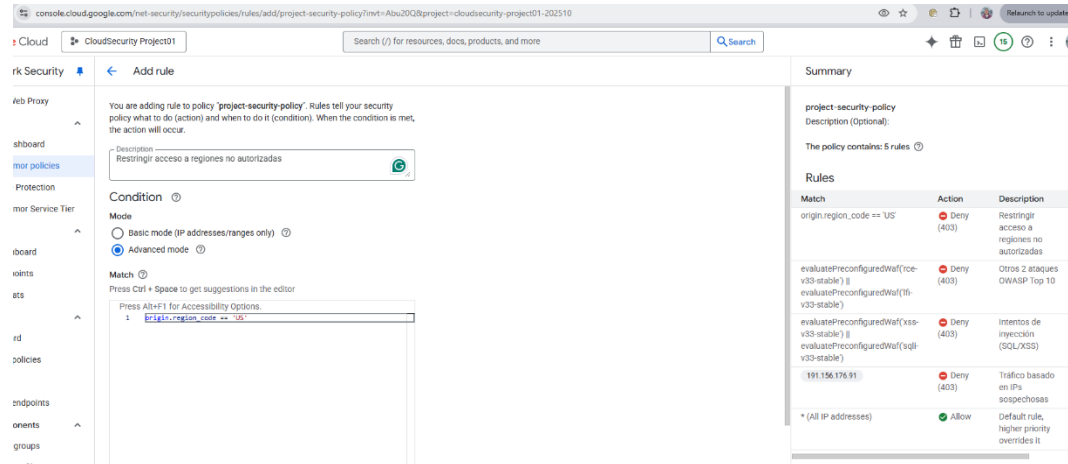 console.cloud.google.com/net-security/securitypolicies/rules/add/project-security-policy?invt=Abu20Q&project=cloudsecurity-project01-202510
Relaunch to update
Cloud
CloudSecurity Project01
Search (/) for resources, docs, products, and more
Search
15
rk Security
Add rule
Summary
Web Proxy
shboard
mor policies
Protection
mor Service Tier
board
points
ats
rd
policies
endpoints
onents
groups
You are adding rule to policy "project-security-policy". Rules tell your security
policy what to do (action) and when to do it (condition). When the condition is met,
the action will occur.
Description
Restringir acceso a regiones no autorizadas
Condition
Mode
Basic mode (IP addresses/ranges only)
Advanced mode
Match
Press Ctrl + Space to get suggestions in the editor
Press Alt+F1 for Accessibility Options.
1 origin.region_code == 'US'
project-security-policy
Description (Optional):
The policy contains: 5 rules
Rules
Match Action Description
origin.region_code == 'US' Deny Restringir
(403) acceso a
regiones no
autorizadas
evaluatePreconfiguredWaf('rce- Deny Otros 2 ataques
v33-stable') || (403) OWASP Top 10
evaluatePreconfiguredWaf('lfi-
v33-stable')
evaluatePreconfiguredWaf('xss- Deny Intentos de
v33-stable') || (403) inyección
evaluatePreconfiguredWaf('sqli- (SQL/XSS)
v33-stable')
191.156.176.91 Deny Tráfico basado
(403) en IPs
sospechosas
* (All IP addresses) Allow Default rule,
higher priority
overrides it